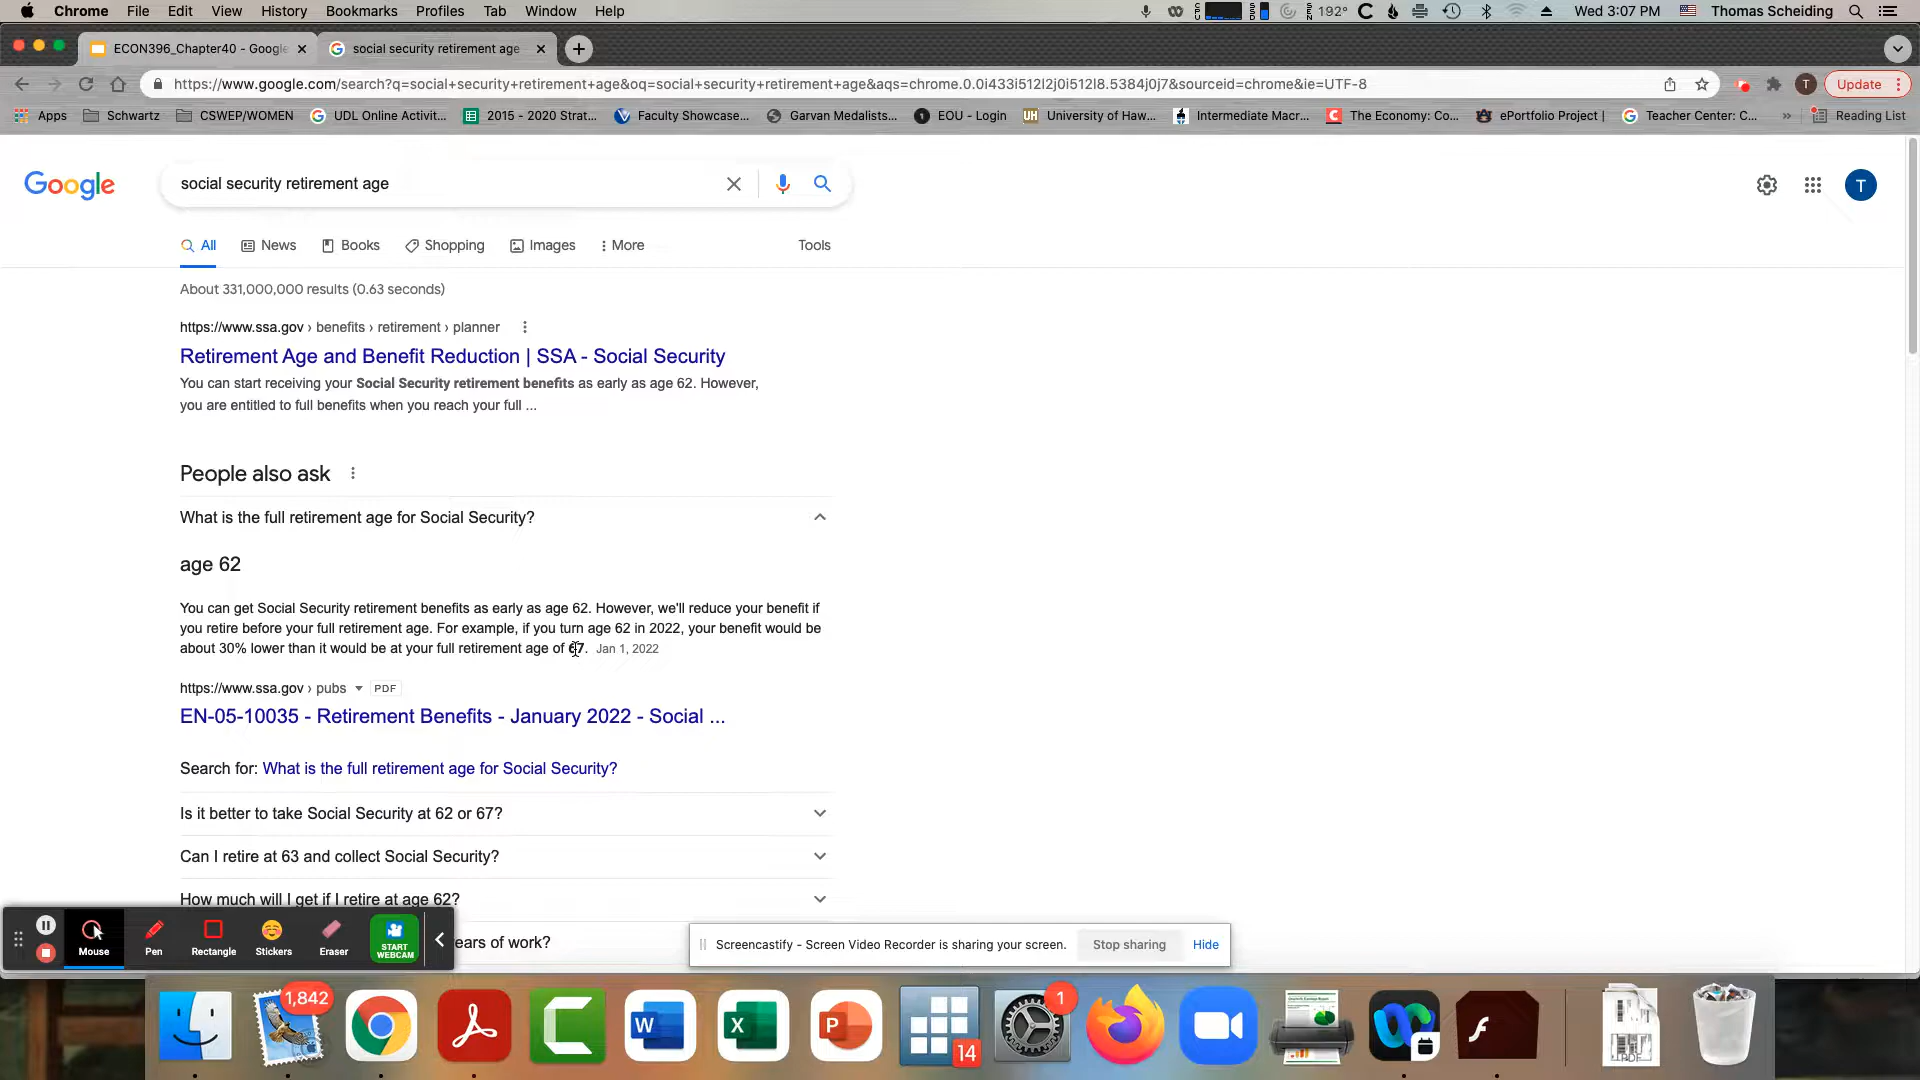 Chrome File Edit View History Bookmarks Profiles Tab Window Help 192° Wed 3:07 PM Thomas Scheiding
ECON396_Chapter40 - Google
social security retirement age
https://www.google.com/search?q=social+security+retirement+age&oq=social+security+retirement+age&aqs=chrome.0.0i433i512l2j0i512l8.5384j0j7&sourceid=chrome&ie=UTF-8
T
Update
Apps Schwartz CSWEP/WOMEN UDL Online Activit... 2015 - 2020 Strat... Faculty Showcase... Garvan Medalists... EOU - Login University of Haw... Intermediate Macr... The Economy: Co... ePortfolio Project | Teacher Center: C... » Reading List
Google
social security retirement age
T
All News Books Shopping Images More Tools
About 331,000,000 results (0.63 seconds)
https://www.ssa.gov › benefits › retirement › planner
Retirement Age and Benefit Reduction | SSA - Social Security
You can start receiving your Social Security retirement benefits as early as age 62. However,
you are entitled to full benefits when you reach your full ...
People also ask
What is the full retirement age for Social Security?
age 62
You can get Social Security retirement benefits as early as age 62. However, we'll reduce your benefit if
you retire before your full retirement age. For example, if you turn age 62 in 2022, your benefit would be
about 30% lower than it would be at your full retirement age of 67. Jan 1, 2022
https://www.ssa.gov › pubs PDF
EN-05-10035 - Retirement Benefits - January 2022 - Social ...
Search for: What is the full retirement age for Social Security?
Is it better to take Social Security at 62 or 67?
Can I retire at 63 and collect Social Security?
How much will I get if I retire at age 62?
ears of work?
Mouse Pen Rectangle Stickers Eraser START WEBCAM
Screencastify - Screen Video Recorder is sharing your screen. Stop sharing Hide
1,842
W
X
P
14
1
PDF